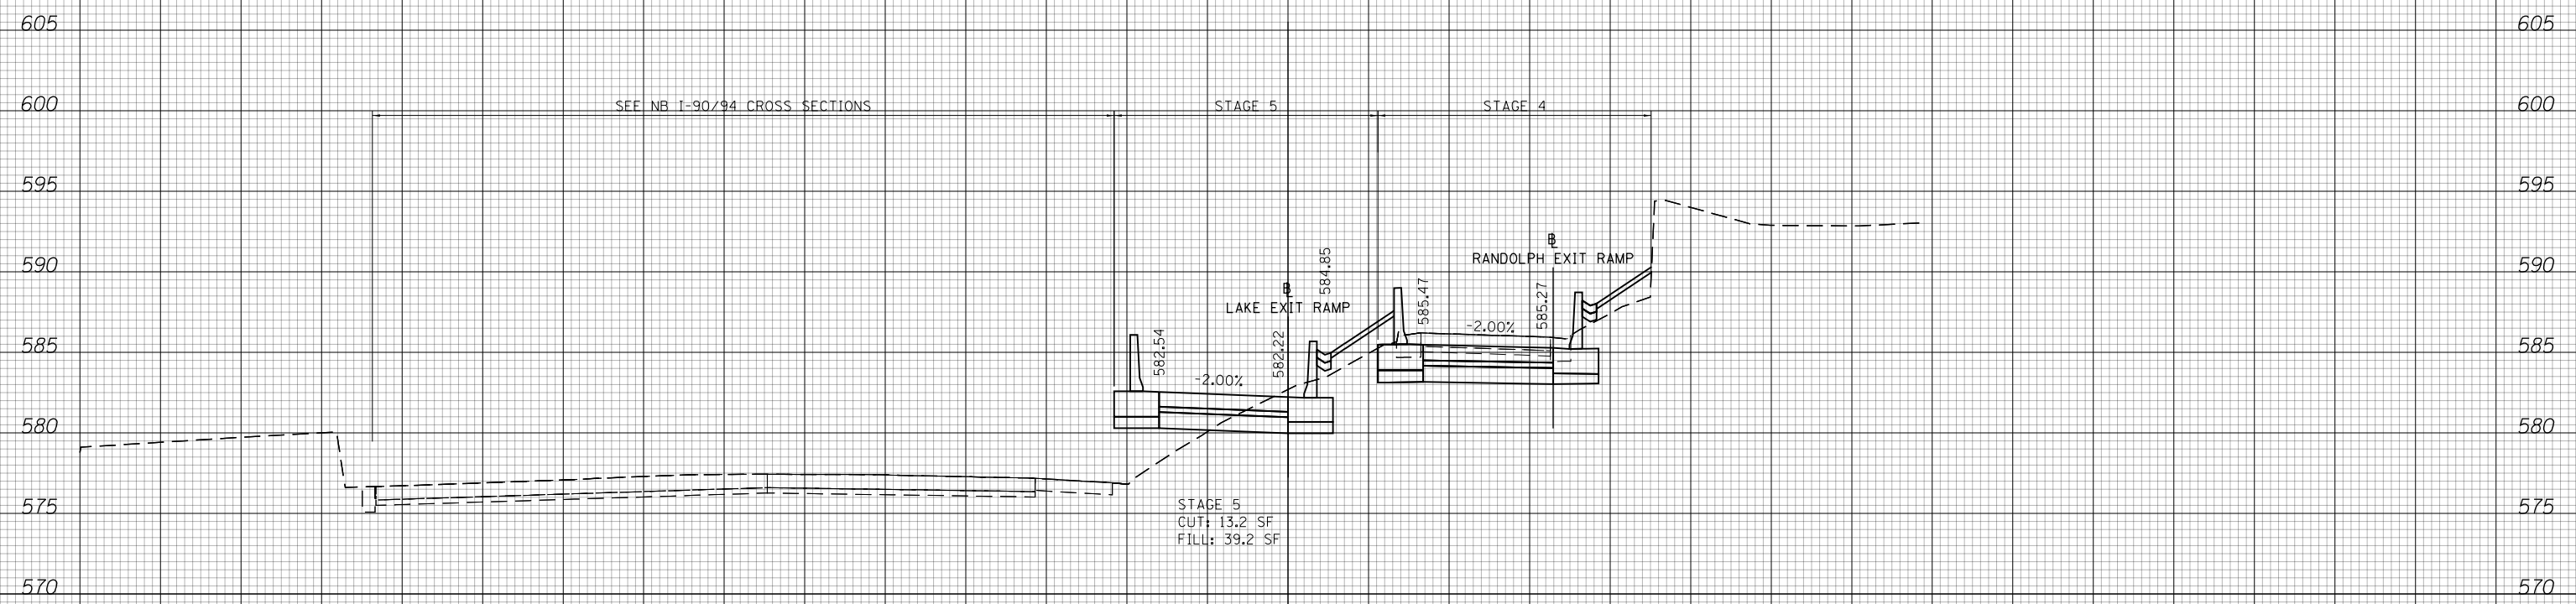 605 605
600 600
SEE NB I-90/94 CROSS SECTIONS STAGE 5 STAGE 4
595 595
590 590
℄ RANDOLPH EXIT RAMP
℄ LAKE EXIT RAMP
584.85
585.47
585.27
-2.00%
585 585
582.54
582.22
-2.00%
580 580
575 575
STAGE 5
CUT: 13.2 SF
FILL: 39.2 SF
570 570